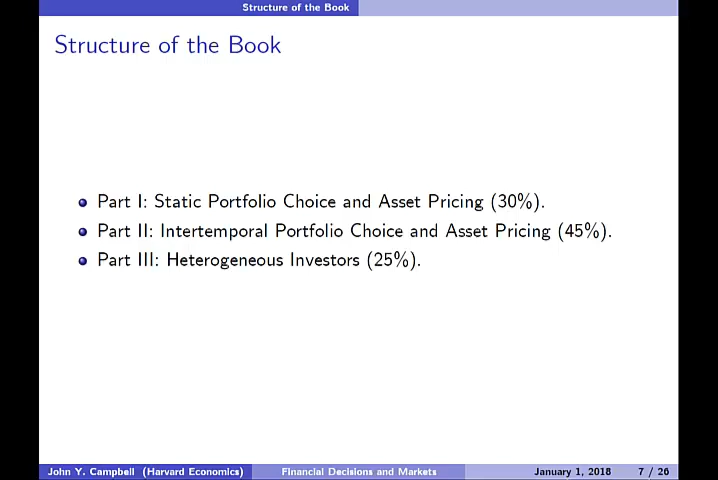 Structure of the Book
Structure of the Book
Part I: Static Portfolio Choice and Asset Pricing (30%).
Part II: Intertemporal Portfolio Choice and Asset Pricing (45%).
Part III: Heterogeneous Investors (25%).
John Y. Campbell (Harvard Economics) Financial Decisions and Markets January 1, 2018 7 / 26